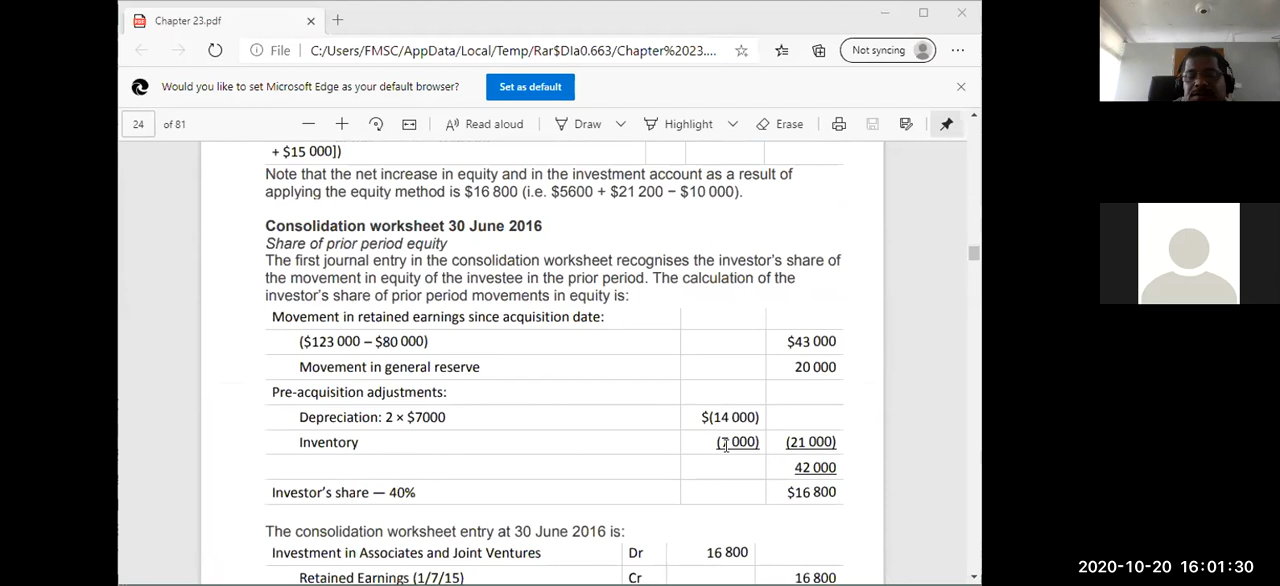 Chapter 23.pdf
File
C:/Users/FMSC/AppData/Local/Temp/Rar$DIa0.663/Chapter%2023....
Not syncing
Would you like to set Microsoft Edge as your default browser?
Set as default
24 of 81
Read aloud
Draw
Highlight
Erase
+ $15 000])
Note that the net increase in equity and in the investment account as a result of
applying the equity method is $16 800 (i.e. $5600 + $21 200 − $10 000).
Consolidation worksheet 30 June 2016
Share of prior period equity
The first journal entry in the consolidation worksheet recognises the investor's share of
the movement in equity of the investee in the prior period. The calculation of the
investor's share of prior period movements in equity is:
Movement in retained earnings since acquisition date:
($123 000 – $80 000) $43 000
Movement in general reserve 20 000
Pre-acquisition adjustments:
Depreciation: 2 × $7000 $(14 000)
Inventory (7 000) (21 000)
42 000
Investor's share — 40% $16 800
The consolidation worksheet entry at 30 June 2016 is:
Investment in Associates and Joint Ventures Dr 16 800
Retained Earnings (1/7/15) Cr 16 800
2020-10-20 16:01:30